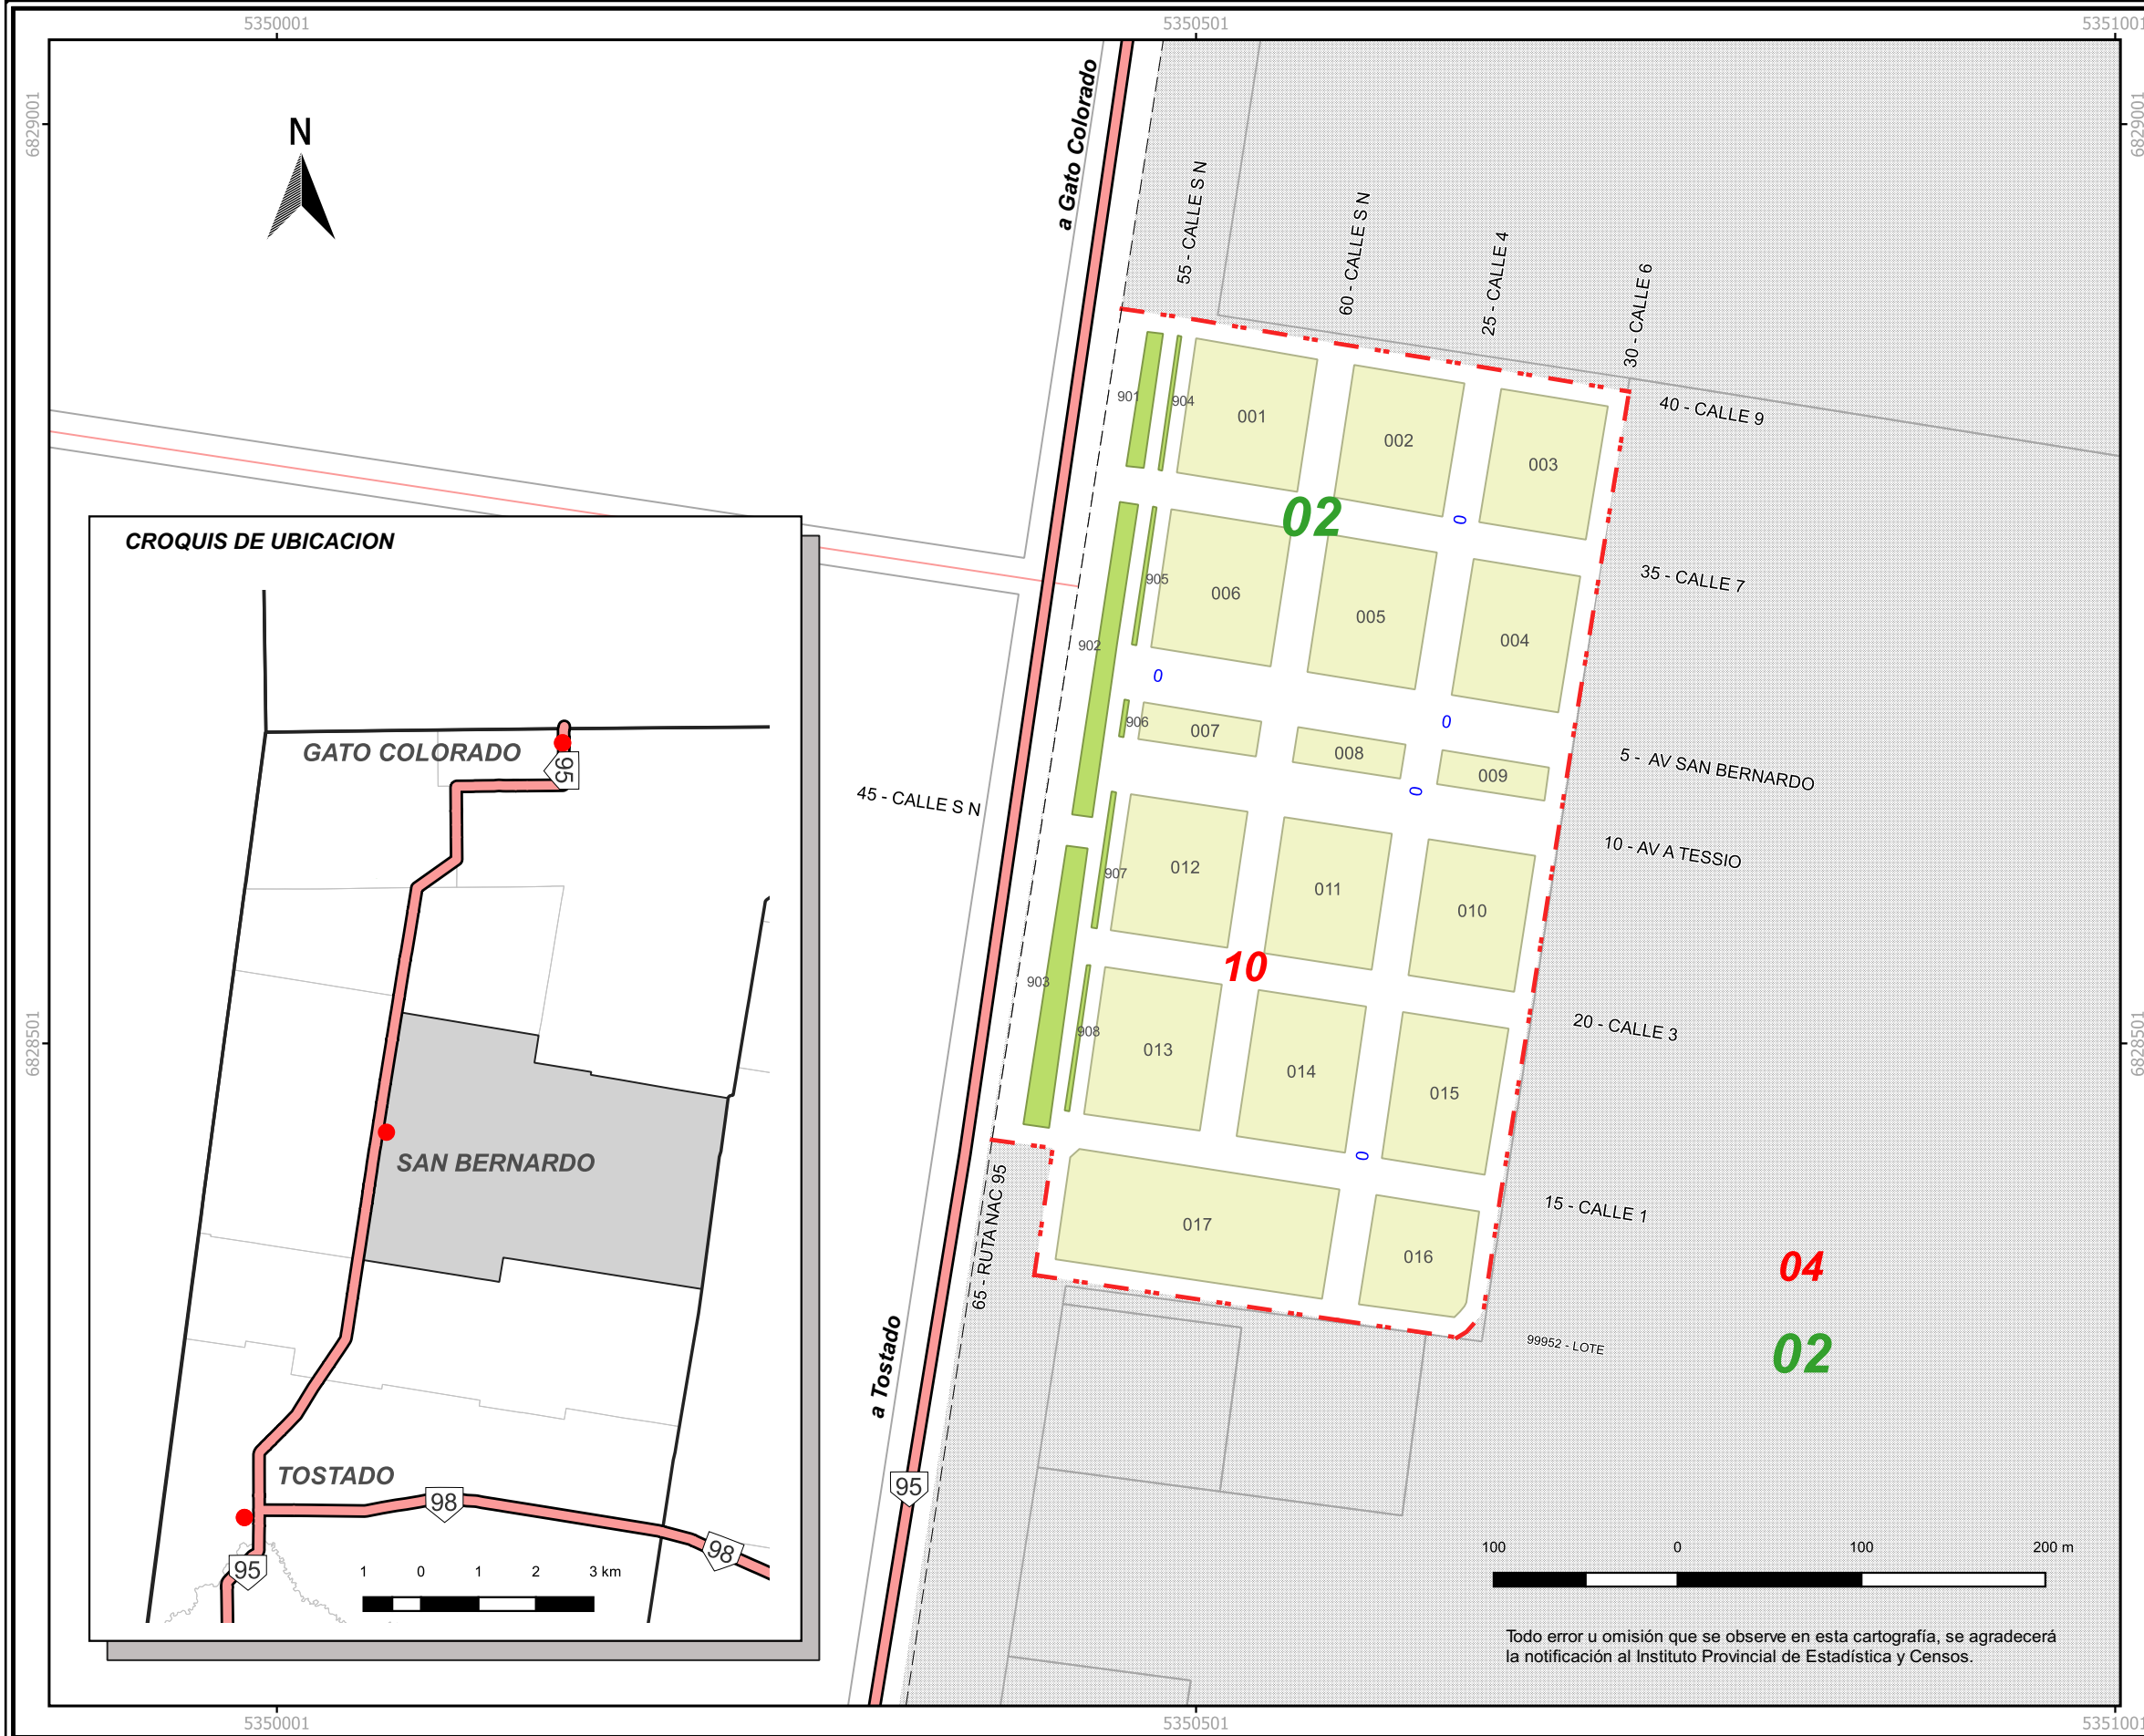 5350001
5350501
5351001
6829001
6829001
N
a Gato Colorado
55 - CALLE S N
60 - CALLE S N
25 - CALLE 4
30 - CALLE 6
40 - CALLE 9
901
904
001
002
003
02
0
35 - CALLE 7
CROQUIS DE UBICACION
905
006
005
004
902
0
0
906
007
008
009
0
5 - AV SAN BERNARDO
45 - CALLE S N
10 - AV A TESSIO
GATO COLORADO
95
907
012
011
010
10
903
908
013
014
015
20 - CALLE 3
6828501
6828501
SAN BERNARDO
0
15 - CALLE 1
65 - RUTA NAC 95
017
016
04
99952 - LOTE
02
a Tostado
95
TOSTADO
98
98
95
1 0 1 2 3 km
100 0 100 200 m
Todo error u omisión que se observe en esta cartografía, se agradecerá
la notificación al Instituto Provincial de Estadística y Censos.
5350001
5350501
5351001